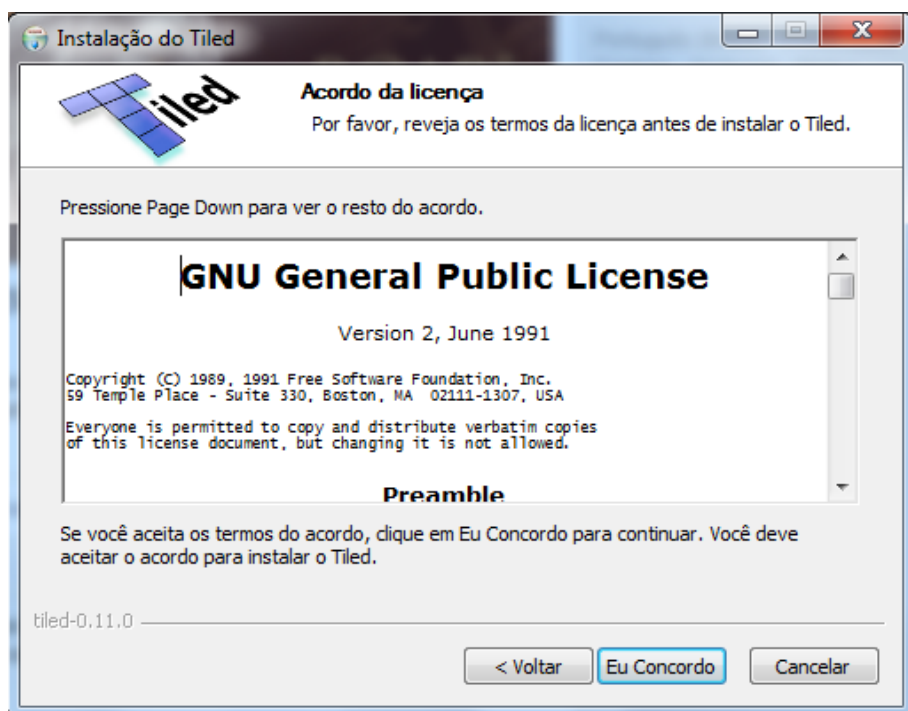 Instalação do Tiled
Tiled
Acordo da licença
Por favor, reveja os termos da licença antes de instalar o Tiled.
Pressione Page Down para ver o resto do acordo.
GNU General Public License
Version 2, June 1991
Copyright (C) 1989, 1991 Free Software Foundation, Inc.
59 Temple Place - Suite 330, Boston, MA  02111-1307, USA
Everyone is permitted to copy and distribute verbatim copies
of this license document, but changing it is not allowed.
Preamble
Se você aceita os termos do acordo, clique em Eu Concordo para continuar. Você deve
aceitar o acordo para instalar o Tiled.
tiled-0.11.0
< Voltar
Eu Concordo
Cancelar